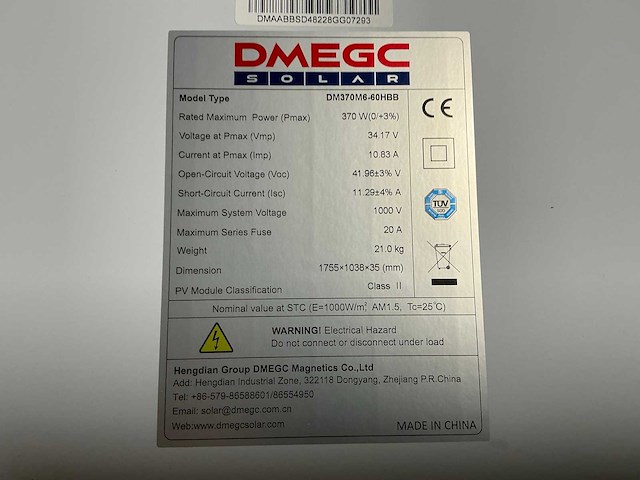 DMAABBSD48228GG07293
DMEGC
SOLAR
Model Type DM370M6-60HBB
Rated Maximum Power (Pmax) 370 W(0/+3%)
Voltage at Pmax (Vmp) 34.17 V
Current at Pmax (Imp) 10.83 A
Open-Circuit Voltage (Voc) 41.96±3% V
Short-Circuit Current (Isc) 11.29±4% A
Maximum System Voltage 1000 V
Maximum Series Fuse 20 A
Weight 21.0 kg
Dimension 1755×1038×35 (mm)
PV Module Classification Class II
CE
TÜV
SÜD
Nominal value at STC (E=1000W/m², AM1.5, Tc=25℃)
WARNING! Electrical Hazard
Do not connect or disconnect under load
Hengdian Group DMEGC Magnetics Co.,Ltd
Add: Hengdian Industrial Zone, 322118 Dongyang, Zhejiang P.R.China
Tel: +86-579-86588601/86554950
Email: solar@dmegc.com.cn
Web:www.dmegcsolar.com
MADE IN CHINA